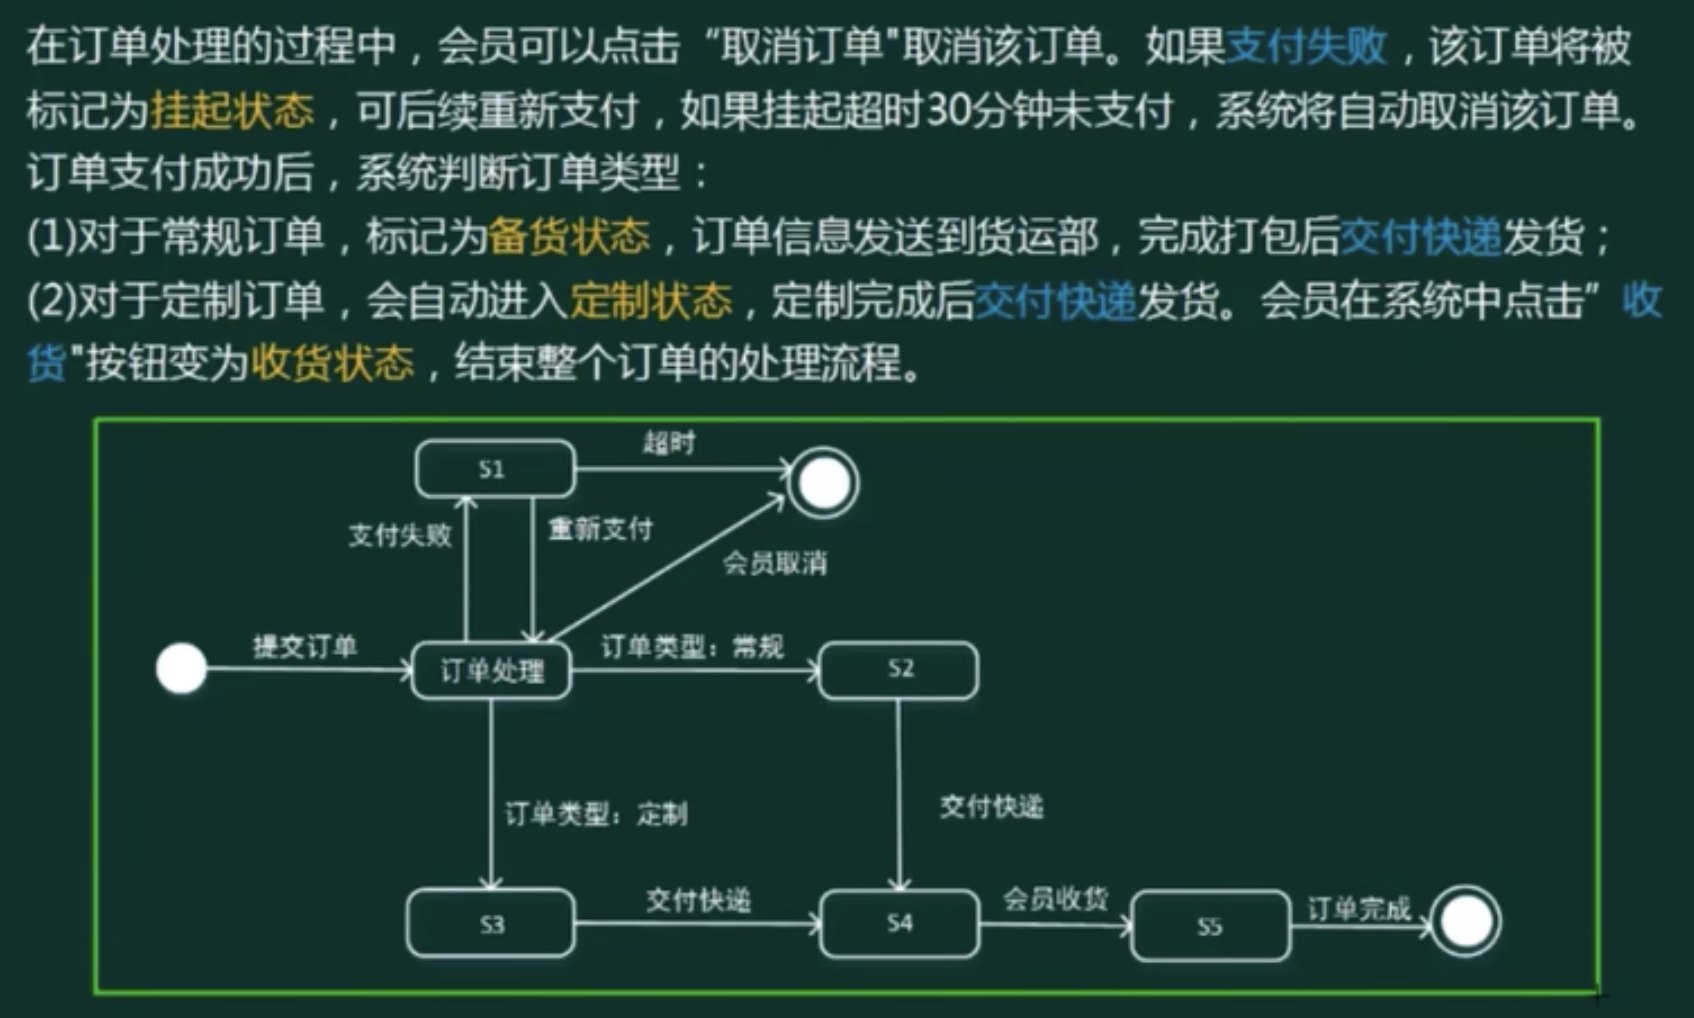 在订单处理的过程中，会员可以点击“取消订单"取消该订单。如果支付失败，该订单将被
标记为挂起状态，可后续重新支付，如果挂起超时30分钟未支付，系统将自动取消该订单。
订单支付成功后，系统判断订单类型：
(1)对于常规订单，标记为备货状态，订单信息发送到货运部，完成打包后交付快递发货；
(2)对于定制订单，会自动进入定制状态，定制完成后交付快递发货。会员在系统中点击”收
货"按钮变为收货状态，结束整个订单的处理流程。
超时
S1
支付失败
重新支付
会员取消
提交订单
订单处理
订单类型：常规
S2
订单类型：定制
交付快递
S3
交付快递
S4
会员收货
S5
订单完成